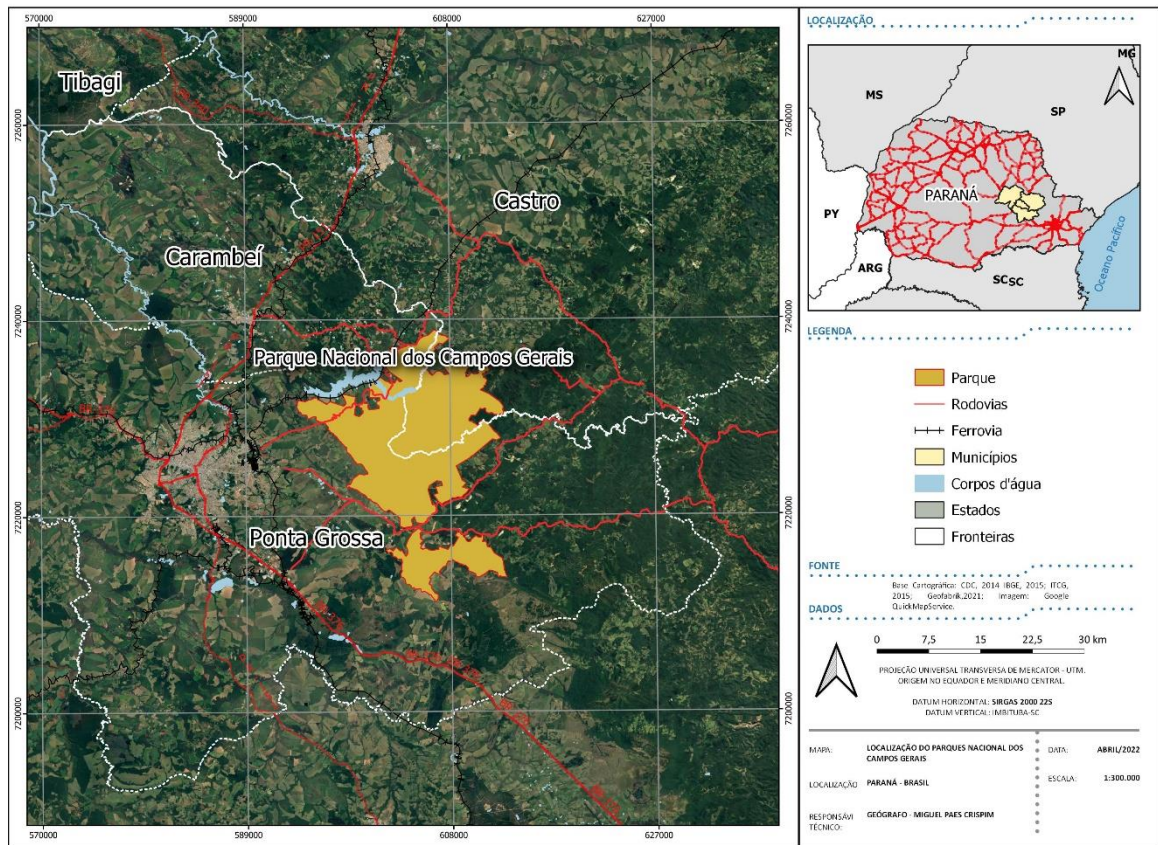 570000
589000
608000
627000
7260000
7240000
7220000
7200000
7260000
7240000
7220000
7200000
Tibagi
Castro
Carambeí
Parque Nacional dos Campos Gerais
Ponta Grossa
570000
589000
608000
627000
LOCALIZAÇÃO
MG
MS
SP
PARANÁ
PY
ARG
SC SC
Oceano Pacífico
LEGENDA
Parque
Rodovias
Ferrovia
Municípios
Corpos d'água
Estados
Fronteiras
FONTE
Base Cartográfica: CDC, 2014 IBGE, 2015; ITCG,
2015; Geofabrik,2021; Imagem: Google
QuickMapService.
DADOS
0 7,5 15 22,5 30 km
PROJEÇÃO UNIVERSAL TRANSVERSA DE MERCATOR - UTM.
ORIGEM NO EQUADOR E MERIDIANO CENTRAL.
DATUM HORIZONTAL: SIRGAS 2000 22S
DATUM VERTICAL: IMBITUBA-SC
MAPA: LOCALIZAÇÃO DO PARQUES NACIONAL DOS
CAMPOS GERAIS
DATA: ABRIL/2022
LOCALIZAÇÃO PARANÁ - BRASIL
ESCALA: 1:300.000
RESPONSÁVI
TÉCNICO:
GEÓGRAFO - MIGUEL PAES CRISPIM